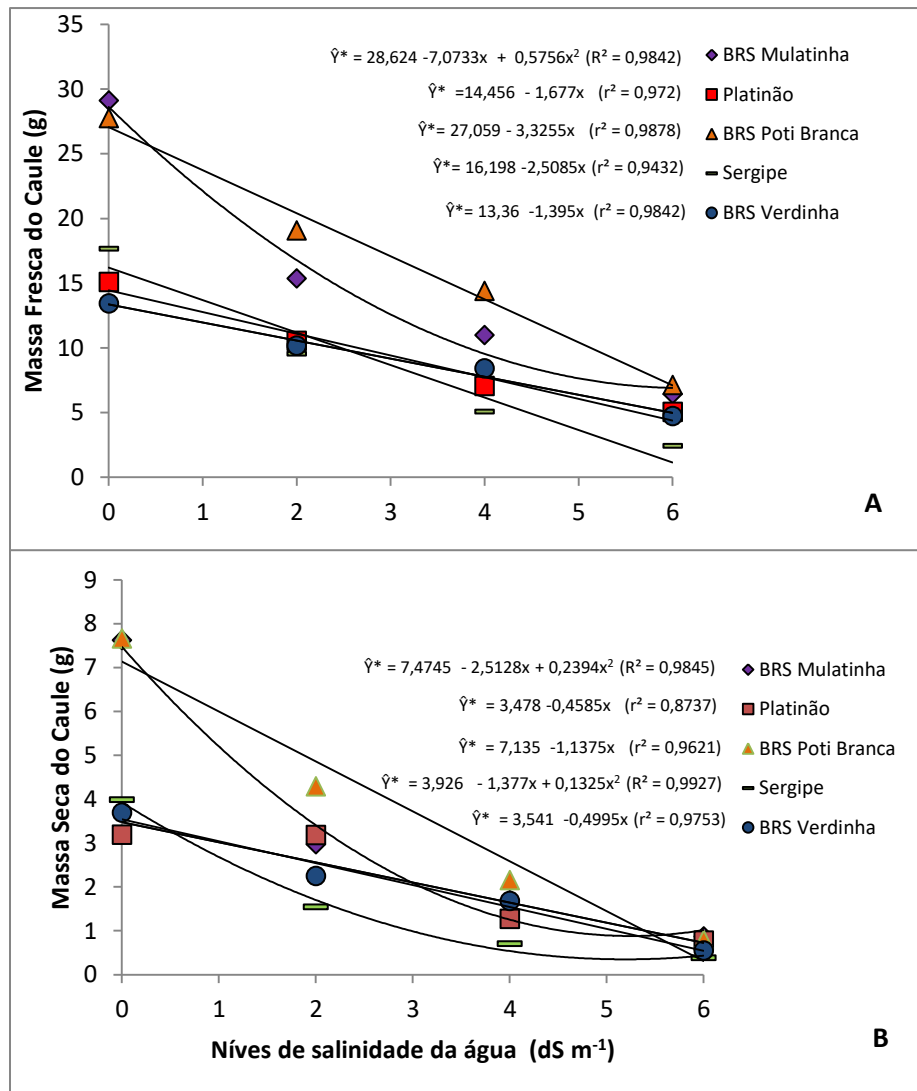 Massa Fresca do Caule (g)
35
30
25
20
15
10
5
0
0 1 2 3 4 5 6
Ŷ* = 28,624 -7,0733x + 0,5756x² (R² = 0,9842)
Ŷ* =14,456 - 1,677x (r² = 0,972)
Ŷ*= 27,059 - 3,3255x (r² = 0,9878)
Ŷ*= 16,198 -2,5085x (r² = 0,9432)
Ŷ*= 13,36 -1,395x (r² = 0,9842)
BRS Mulatinha
Platinão
BRS Poti Branca
Sergipe
BRS Verdinha
A
Massa Seca do Caule (g)
9
8
7
6
5
4
3
2
1
0
0 1 2 3 4 5 6
Ŷ* = 7,4745 - 2,5128x + 0,2394x² (R² = 0,9845)
Ŷ* = 3,478 -0,4585x (r² = 0,8737)
Ŷ* = 7,135 -1,1375x (r² = 0,9621)
Ŷ* = 3,926 - 1,377x + 0,1325x² (R² = 0,9927)
Ŷ* = 3,541 -0,4995x (r² = 0,9753)
BRS Mulatinha
Platinão
BRS Poti Branca
Sergipe
BRS Verdinha
Níves de salinidade da água (dS m⁻¹)
B